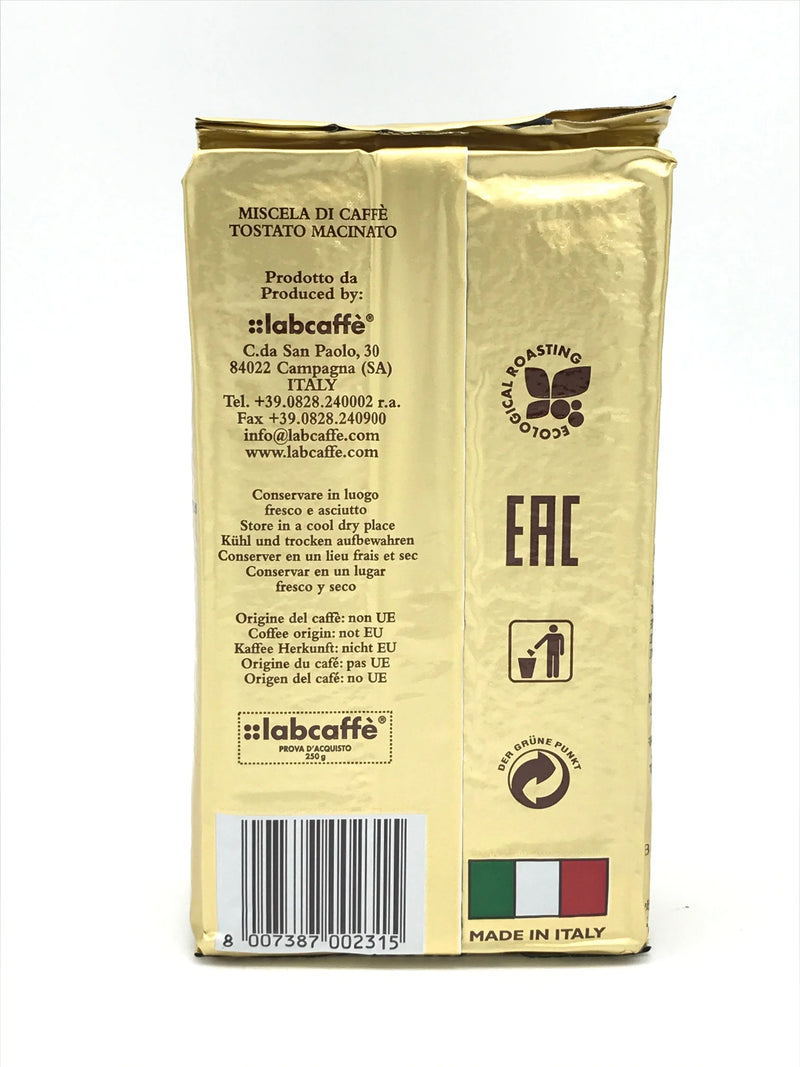 MISCELA DI CAFFÈ
TOSTATO MACINATO
Prodotto da
Produced by:
labcaffè®
C.da San Paolo, 30
84022 Campagna (SA)
ITALY
Tel. +39.0828.240002 r.a.
Fax +39.0828.240900
info@labcaffe.com
www.labcaffe.com
Conservare in luogo
fresco e asciutto
Store in a cool dry place
Kühl und trocken aufbewahren
Conserver en un lieu frais et sec
Conservar en un lugar
fresco y seco
Origine del caffè: non UE
Coffee origin: not EU
Kaffee Herkunft: nicht EU
Origine du café: pas UE
Origen del café: no UE
labcaffè®
PROVA D'ACQUISTO
250 g
8 007387 002315
ECOLOGICAL ROASTING
EAC
DER GRÜNE PUNKT
MADE IN ITALY